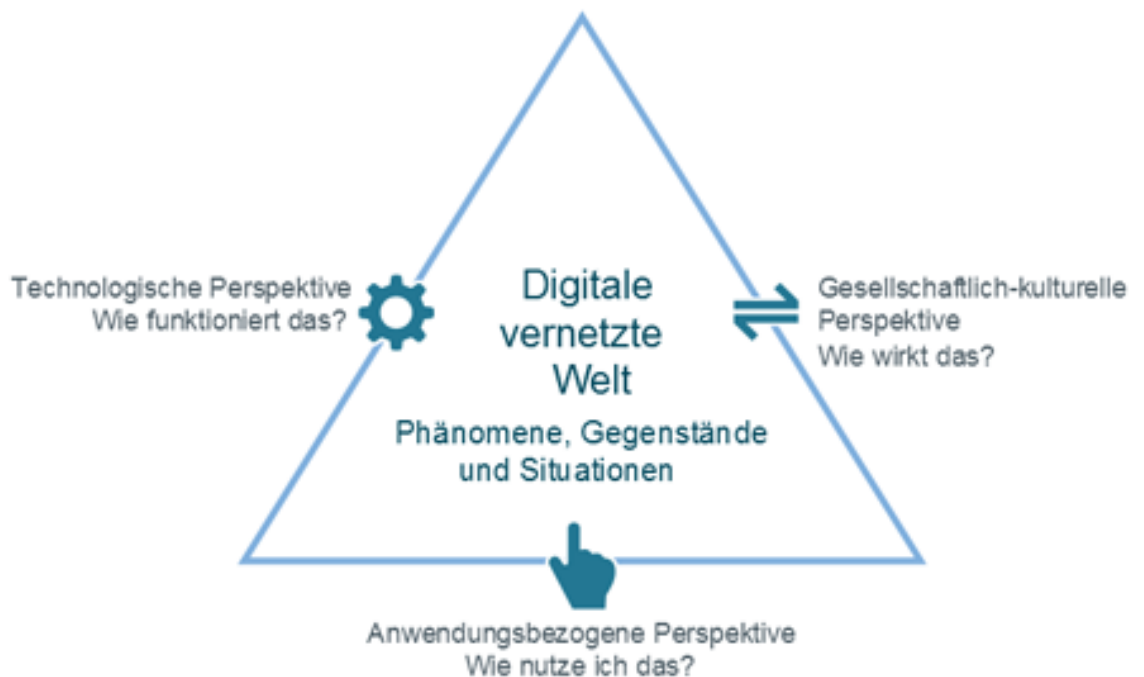 Technologische Perspektive
Wie funktioniert das?
Digitale
vernetzte
Welt
Phänomene, Gegenstände
und Situationen
Gesellschaftlich-kulturelle
Perspektive
Wie wirkt das?
Anwendungsbezogene Perspektive
Wie nutze ich das?